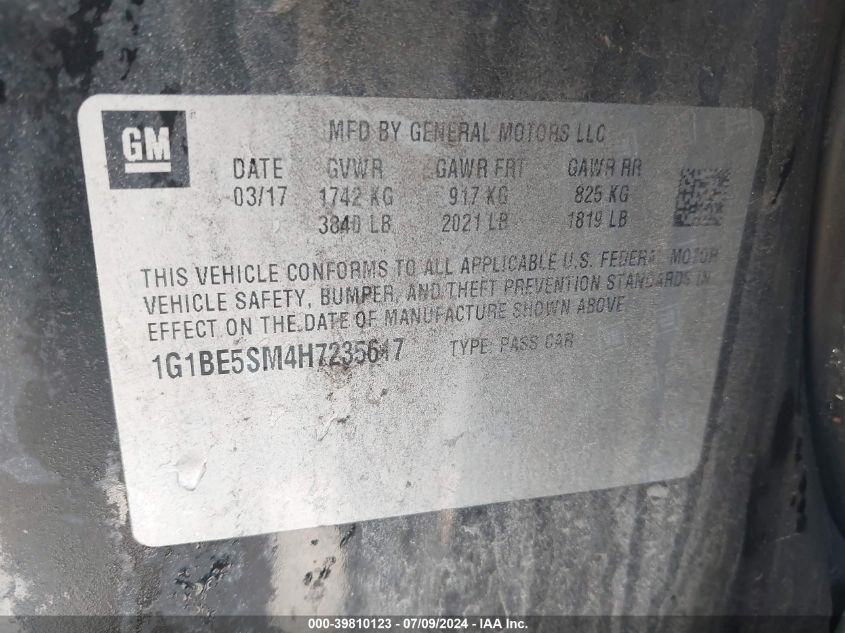 GM
MFD BY GENERAL MOTORS LLC
DATE GVWR GAWR FRT GAWR RR
03/17 1742 KG 917 KG 825 KG
3840 LB 2021 LB 1819 LB
THIS VEHICLE CONFORMS TO ALL APPLICABLE U.S. FEDERAL MOTOR
VEHICLE SAFETY, BUMPER, AND THEFT PREVENTION STANDARDS IN
EFFECT ON THE DATE OF MANUFACTURE SHOWN ABOVE
1G1BE5SM4H7235617 TYPE: PASS CAR
000-39810123 - 07/09/2024 - IAA Inc.